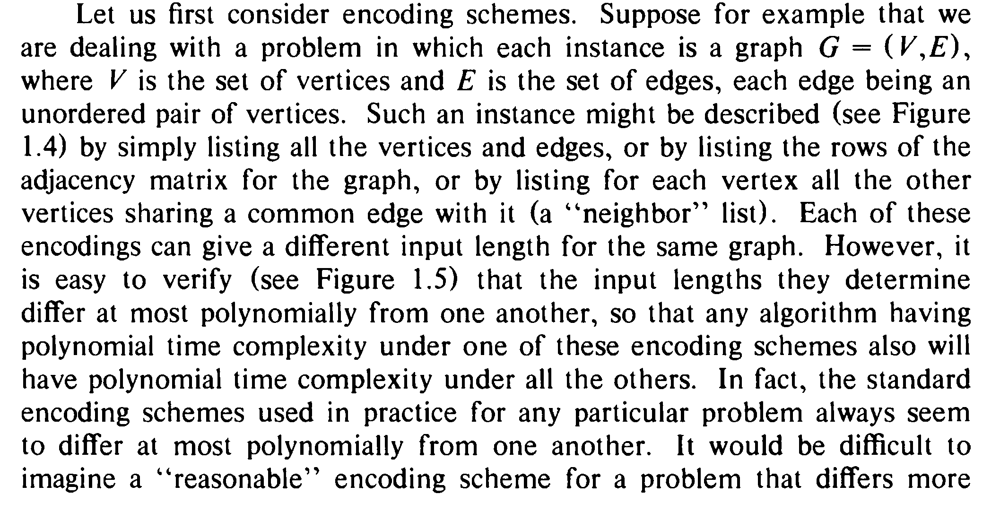 Let us first consider encoding schemes. Suppose for example that we
are dealing with a problem in which each instance is a graph G = (V,E),
where V is the set of vertices and E is the set of edges, each edge being an
unordered pair of vertices. Such an instance might be described (see Figure
1.4) by simply listing all the vertices and edges, or by listing the rows of the
adjacency matrix for the graph, or by listing for each vertex all the other
vertices sharing a common edge with it (a ‘‘neighbor’’ list). Each of these
encodings can give a different input length for the same graph. However, it
is easy to verify (see Figure 1.5) that the input lengths they determine
differ at most polynomially from one another, so that any algorithm having
polynomial time complexity under one of these encoding schemes also will
have polynomial time complexity under all the others. In fact, the standard
encoding schemes used in practice for any particular problem always seem
to differ at most polynomially from one another. It would be difficult to
imagine a ‘‘reasonable’’ encoding scheme for a problem that differs more